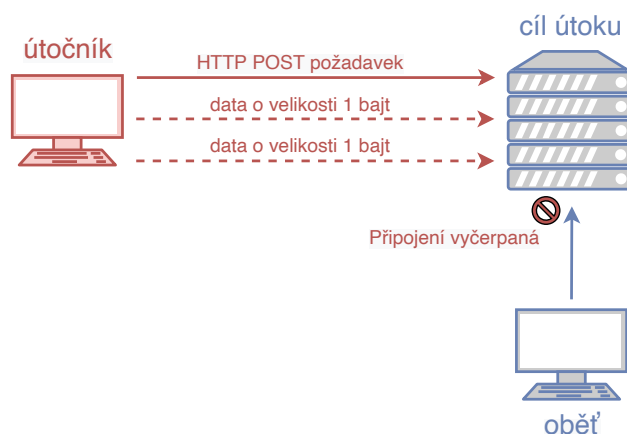 cíl útoku
útočník
HTTP POST požadavek
data o velikosti 1 bajt
data o velikosti 1 bajt
Připojení vyčerpaná
oběť